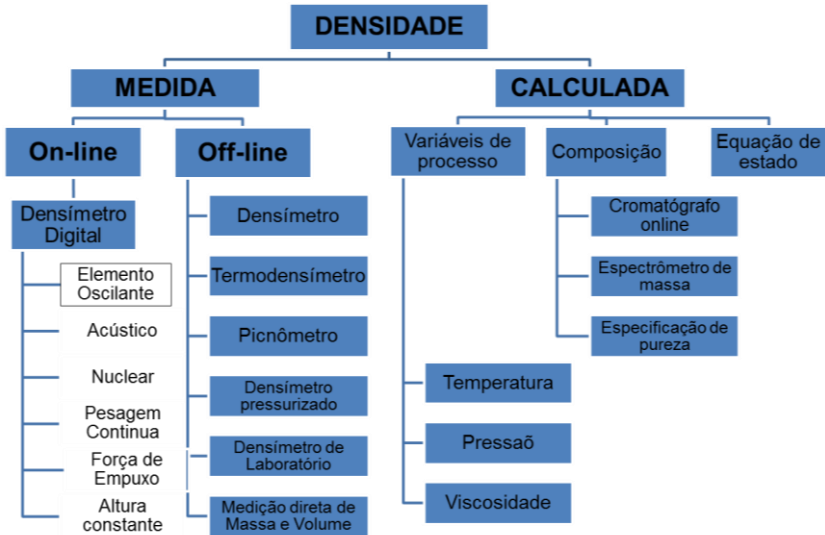 DENSIDADE
MEDIDA
CALCULADA
On-line
Off-line
Variáveis de
processo
Composição
Equação de
estado
Densímetro
Digital
Elemento
Oscilante
Acústico
Nuclear
Pesagem
Continua
Força de
Empuxo
Altura
constante
Densímetro
Termodensímetro
Picnômetro
Densímetro
pressurizado
Densímetro de
Laboratório
Medição direta de
Massa e Volume
Temperatura
Pressaõ
Viscosidade
Cromatógrafo
online
Espectrômetro de
massa
Especificação de
pureza